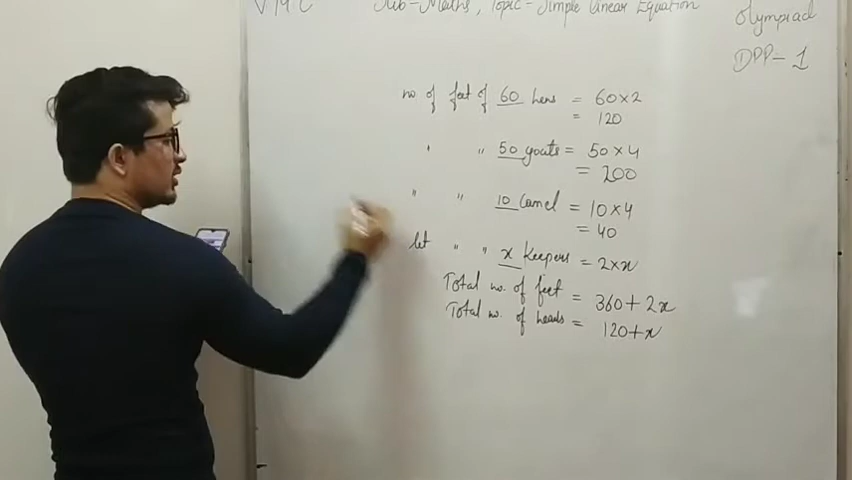 VMC Sub-Maths, Topic-Simple linear Equation
Olympiad
DPP-1
no of feet of 60 hens = 60×2
= 120
" " 50 goats = 50×4
= 200
" " 10 Camel = 10×4
= 40
let " " x Keepers = 2×x
Total no. of feet = 360+2x
Total no. of heads = 120+x